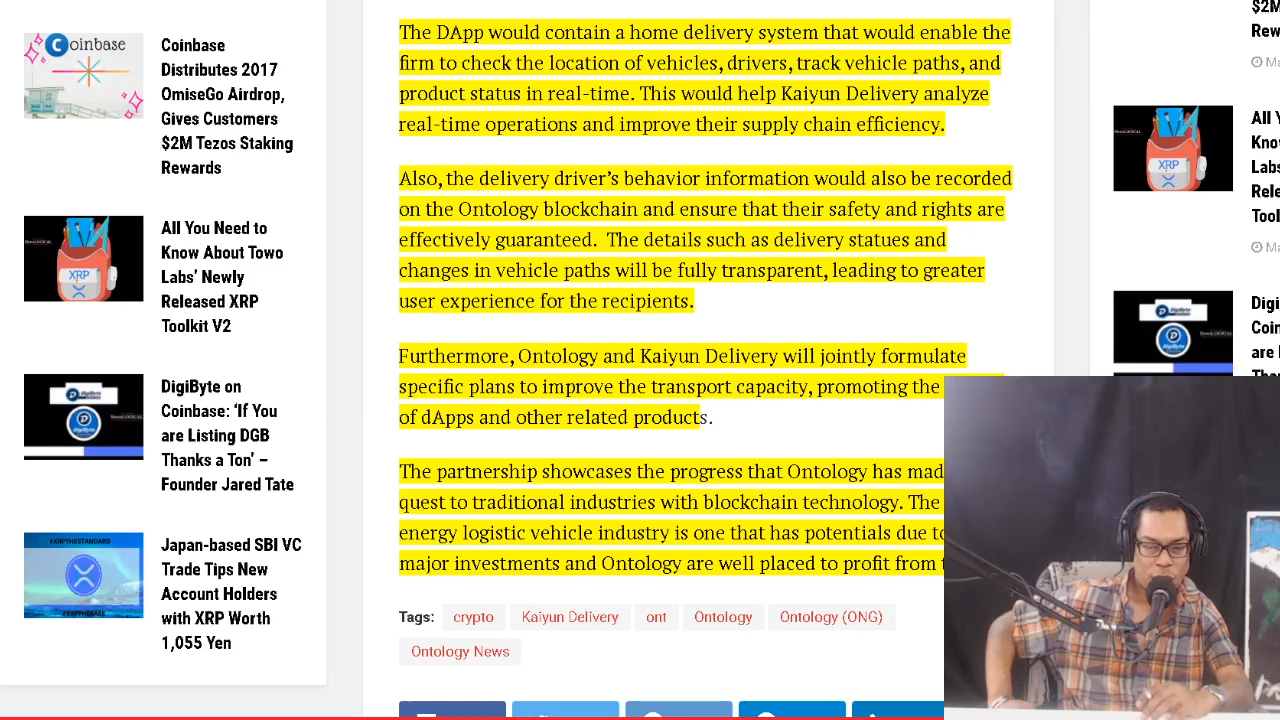 Coinbase
Coinbase
Distributes 2017
OmiseGo Airdrop,
Gives Customers
$2M Tezos Staking
Rewards
XRP
All You Need to
Know About Towo
Labs’ Newly
Released XRP
Toolkit V2
DigiByte on
Coinbase: ‘If You
are Listing DGB
Thanks a Ton’ –
Founder Jared Tate
#XRPTHESTANDARD
#XRPTHEBASE
Japan-based SBI VC
Trade Tips New
Account Holders
with XRP Worth
1,055 Yen
The DApp would contain a home delivery system that would enable the
firm to check the location of vehicles, drivers, track vehicle paths, and
product status in real-time. This would help Kaiyun Delivery analyze
real-time operations and improve their supply chain efficiency.
Also, the delivery driver’s behavior information would also be recorded
on the Ontology blockchain and ensure that their safety and rights are
effectively guaranteed.  The details such as delivery statues and
changes in vehicle paths will be fully transparent, leading to greater
user experience for the recipients.
Furthermore, Ontology and Kaiyun Delivery will jointly formulate
specific plans to improve the transport capacity, promoting the
of dApps and other related products.
The partnership showcases the progress that Ontology has mad
quest to traditional industries with blockchain technology. The
energy logistic vehicle industry is one that has potentials due to
major investments and Ontology are well placed to profit from
Tags: crypto Kaiyun Delivery ont Ontology Ontology (ONG)
Ontology News
$2M
Rew
Ma
XRP
All Y
Know
Labs
Rele
Tool
Ma
Digi
Coin
are l